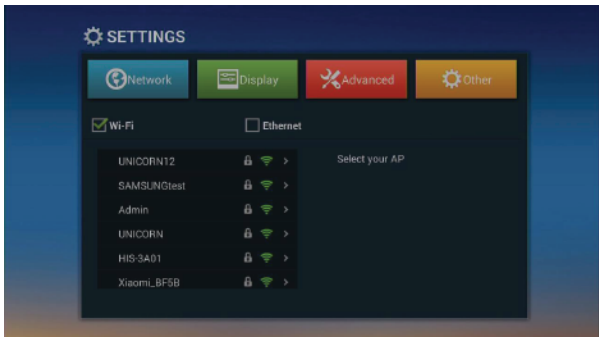 SETTINGS
Network Display Advanced Other
Wi-Fi Ethernet
UNICORN12 Select your AP
SAMSUNGtest
Admin
UNICORN
HIS-3A01
Xiaomi_BF5B